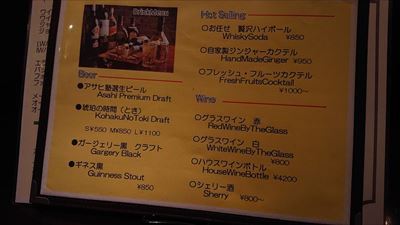 DrinkMenu
Beer
●アサヒ塾選生ビール
Asahi Premium Draft
●琥珀の時間（とき）
KohakuNoToki Draft
S¥550 M¥850 L¥1100
●ガージェリー黒 クラフト
Gargery Black
●ギネス黒
Guinness Stout
¥850
Hot Selling
○お任せ 贅沢ハイボール
WhiskySoda ¥850
○自家製ジンジャーカクテル
HandMadeGinger ¥950
○フレッシュ・フルーツカクテル
FreshFruitsCocktail
¥1000～
Wine
○グラスワイン 赤
RedWineByTheGlass
○グラスワイン 白
WhiteWineByTheGlass
¥800
○ハウスワインボトル
HouseWineBottle ¥4200
○シェリー酒
Sherry ¥800～